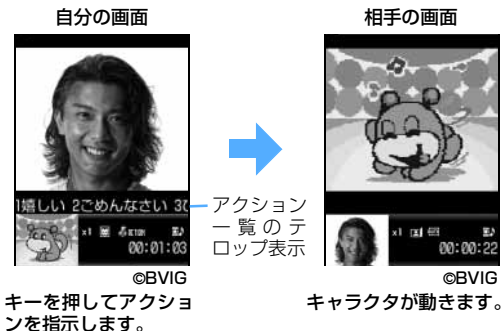 自分の画面
相手の画面
1嬉しい 2ごめんなさい 3
x1
00:01:03
アクション
一覧のテ
ロップ表示
x1
00:00:22
©BVIG
©BVIG
キーを押してアクショ
ンを指示します。
キャラクタが動きます。